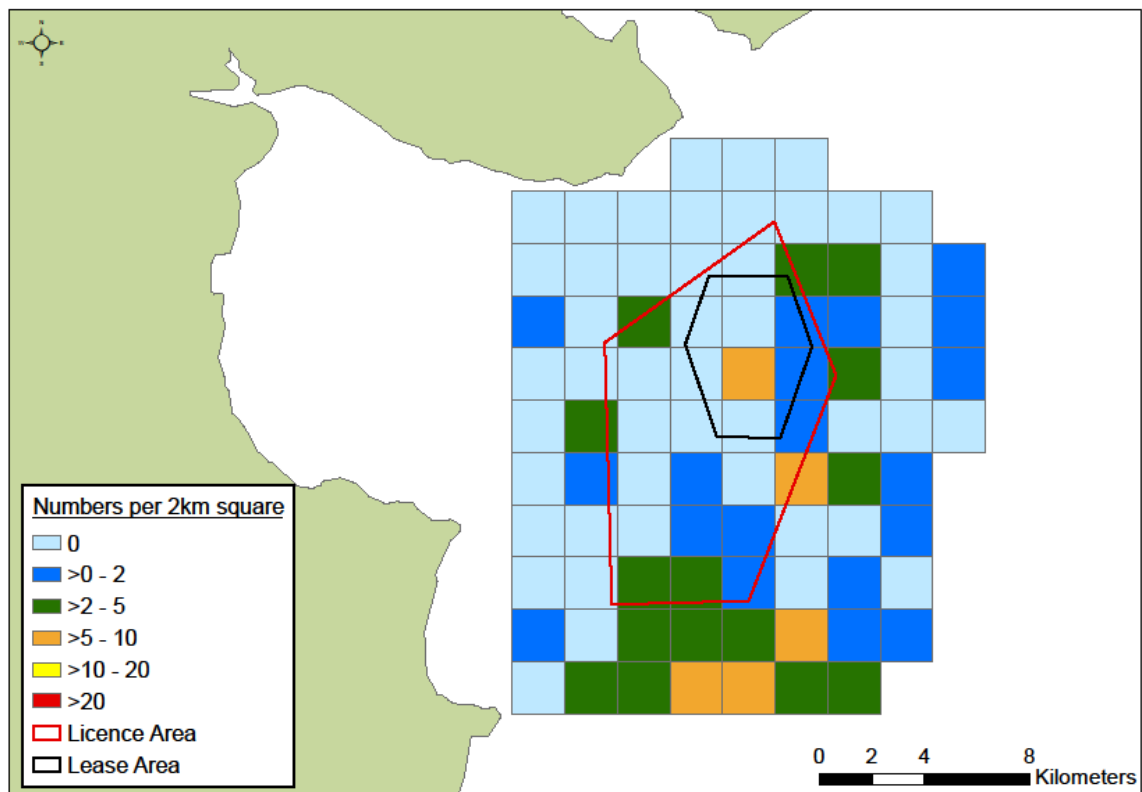 N
E
S
Numbers per 2km square
0
>0 - 2
>2 - 5
>5 - 10
>10 - 20
>20
Licence Area
Lease Area
0 2 4 8
Kilometers